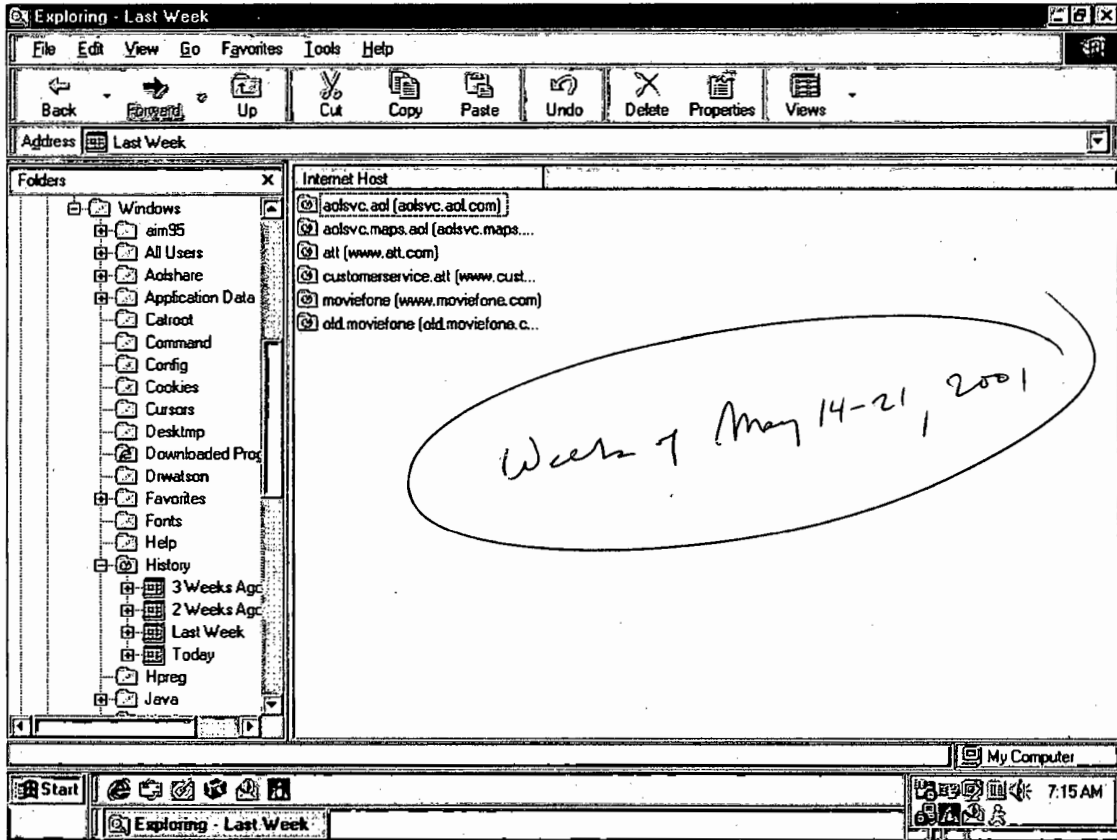 Exploring - Last Week
File Edit View Go Favorites Tools Help
Back Forward Up Cut Copy Paste Undo Delete Properties Views
Address Last Week
Folders
Internet Host
Windows
aim95
All Users
Aolshare
Application Data
Catroot
Command
Config
Cookies
Cursors
Desktmp
Downloaded Prog
Drwatson
Favorites
Fonts
Help
History
3 Weeks Ago
2 Weeks Ago
Last Week
Today
Hpreg
Java
aolsvc.aol (aolsvc.aol.com)
aolsvc.maps.aol (aolsvc.maps....
att (www.att.com)
customerservice.att (www.cust...
moviefone (www.moviefone.com)
old.moviefone (old.moviefone.c...
Weeks of May 14-21, 2001
My Computer
Start
7:15 AM
Exploring - Last Week